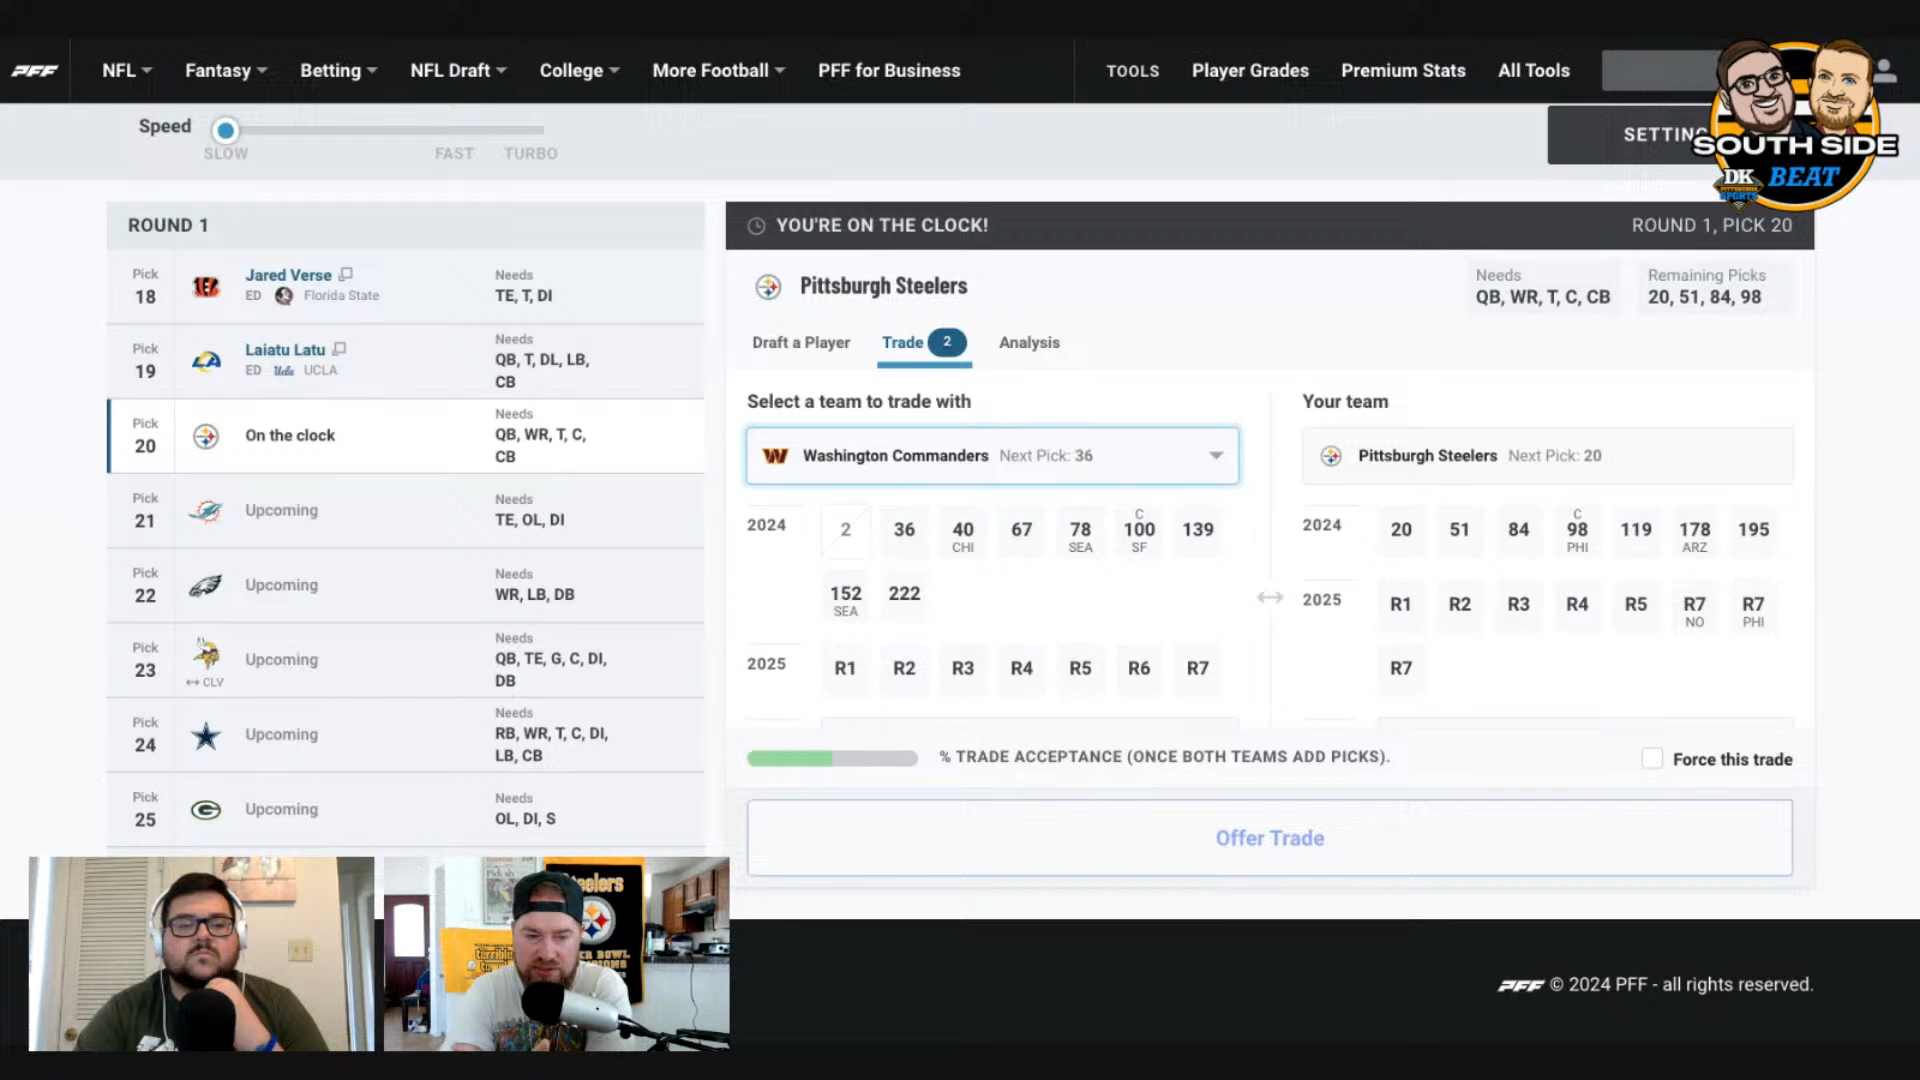 PFF
NFL
Fantasy
Betting
NFL Draft
College
More Football
PFF for Business
TOOLS
Player Grades
Premium Stats
All Tools
Speed
SLOW
FAST
TURBO
SETTING
SOUTH SIDE
DK
PITTSBURGH
SPORTS
BEAT
ROUND 1
Pick
18
Jared Verse
ED Florida State
Needs
TE, T, DI
Pick
19
Laiatu Latu
ED Ucla UCLA
Needs
QB, T, DL, LB,
CB
Pick
20
On the clock
Needs
QB, WR, T, C,
CB
Pick
21
Upcoming
Needs
TE, OL, DI
Pick
22
Upcoming
Needs
WR, LB, DB
Pick
23
↔ CLV
Upcoming
Needs
QB, TE, G, C, DI,
DB
Pick
24
Upcoming
Needs
RB, WR, T, C, DI,
LB, CB
Pick
25
Upcoming
Needs
OL, DI, S
YOU'RE ON THE CLOCK!
ROUND 1, PICK 20
Pittsburgh Steelers
Needs
QB, WR, T, C, CB
Remaining Picks
20, 51, 84, 98
Draft a Player
Trade 2
Analysis
Select a team to trade with
Washington Commanders Next Pick: 36
2024
2
36
40
CHI
67
78
SEA
C
100
SF
139
152
SEA
222
2025
R1
R2
R3
R4
R5
R6
R7
Your team
Pittsburgh Steelers Next Pick: 20
2024
20
51
84
C
98
PHI
119
178
ARZ
195
2025
R1
R2
R3
R4
R5
R7
NO
R7
PHI
R7
% TRADE ACCEPTANCE (ONCE BOTH TEAMS ADD PICKS).
Force this trade
Offer Trade
PFF © 2024 PFF - all rights reserved.
Steelers
terrible